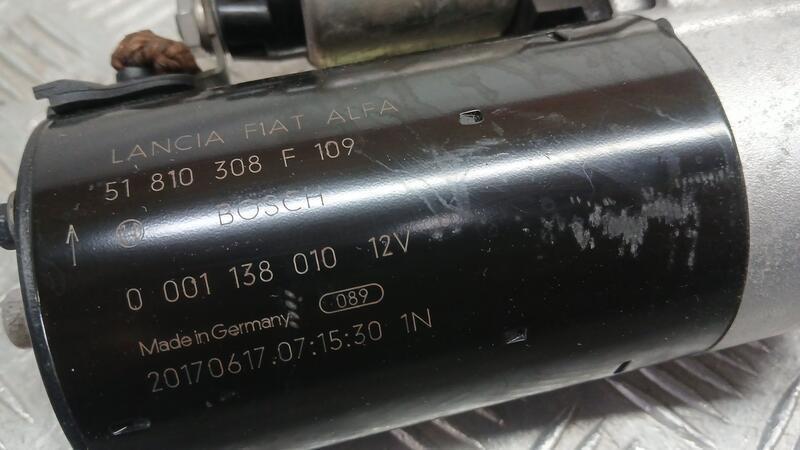 LANCIA FIAT ALFA
51 810 308 F 109
BOSCH
0 001 138 010 12V
089
Made in Germany
20170617.07:15:30 1N